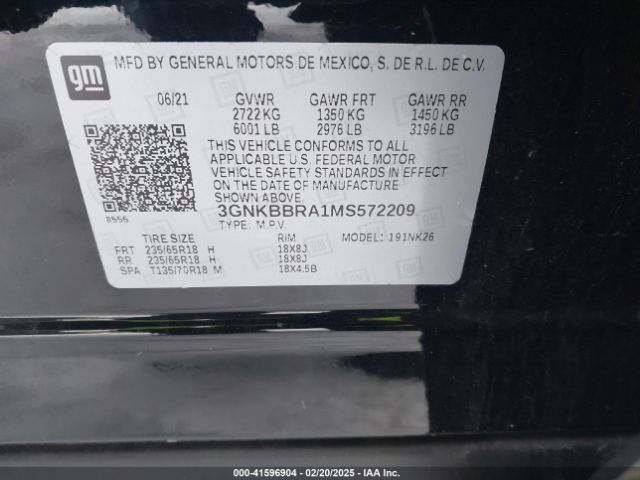 gm
MFD BY GENERAL MOTORS DE MEXICO, S. DE R.L. DE C.V.
06/21 GVWR GAWR FRT GAWR RR
2722 KG 1350 KG 1450 KG
6001 LB 2976 LB 3196 LB
THIS VEHICLE CONFORMS TO ALL
APPLICABLE U.S. FEDERAL MOTOR
VEHICLE SAFETY STANDARDS IN EFFECT
ON THE DATE OF MANUFACTURE
SHOWN ABOVE.
3GNKBBRA1MS572209
8555 TYPE: M.P.V.
TIRE SIZE RIM MODEL: 191NK26
FRT 235/65R18 H 18X8J
RR 235/65R18 H 18X8J
SPA T135/70R18 M 18X4.5B
000-41596904 - 02/20/2025 - IAA Inc.